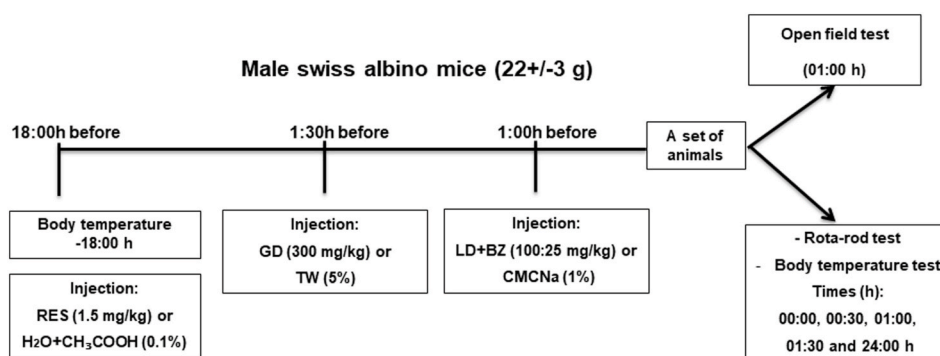 Open field test
(01:00 h)
Male swiss albino mice (22+/-3 g)
18:00h before
1:30h before
1:00h before
A set of
animals
Body temperature
-18:00 h
Injection:
RES (1.5 mg/kg) or
H2O+CH₃COOH (0.1%)
Injection:
GD (300 mg/kg) or
TW (5%)
Injection:
LD+BZ (100:25 mg/kg) or
CMCNa (1%)
- Rota-rod test
- Body temperature test
Times (h):
00:00, 00:30, 01:00,
01:30 and 24:00 h